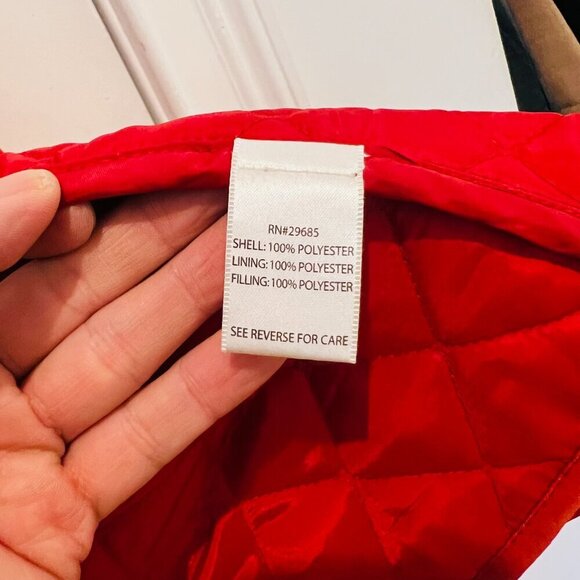 RN#29685
SHELL: 100% POLYESTER
LINING: 100% POLYESTER
FILLING: 100% POLYESTER
SEE REVERSE FOR CARE